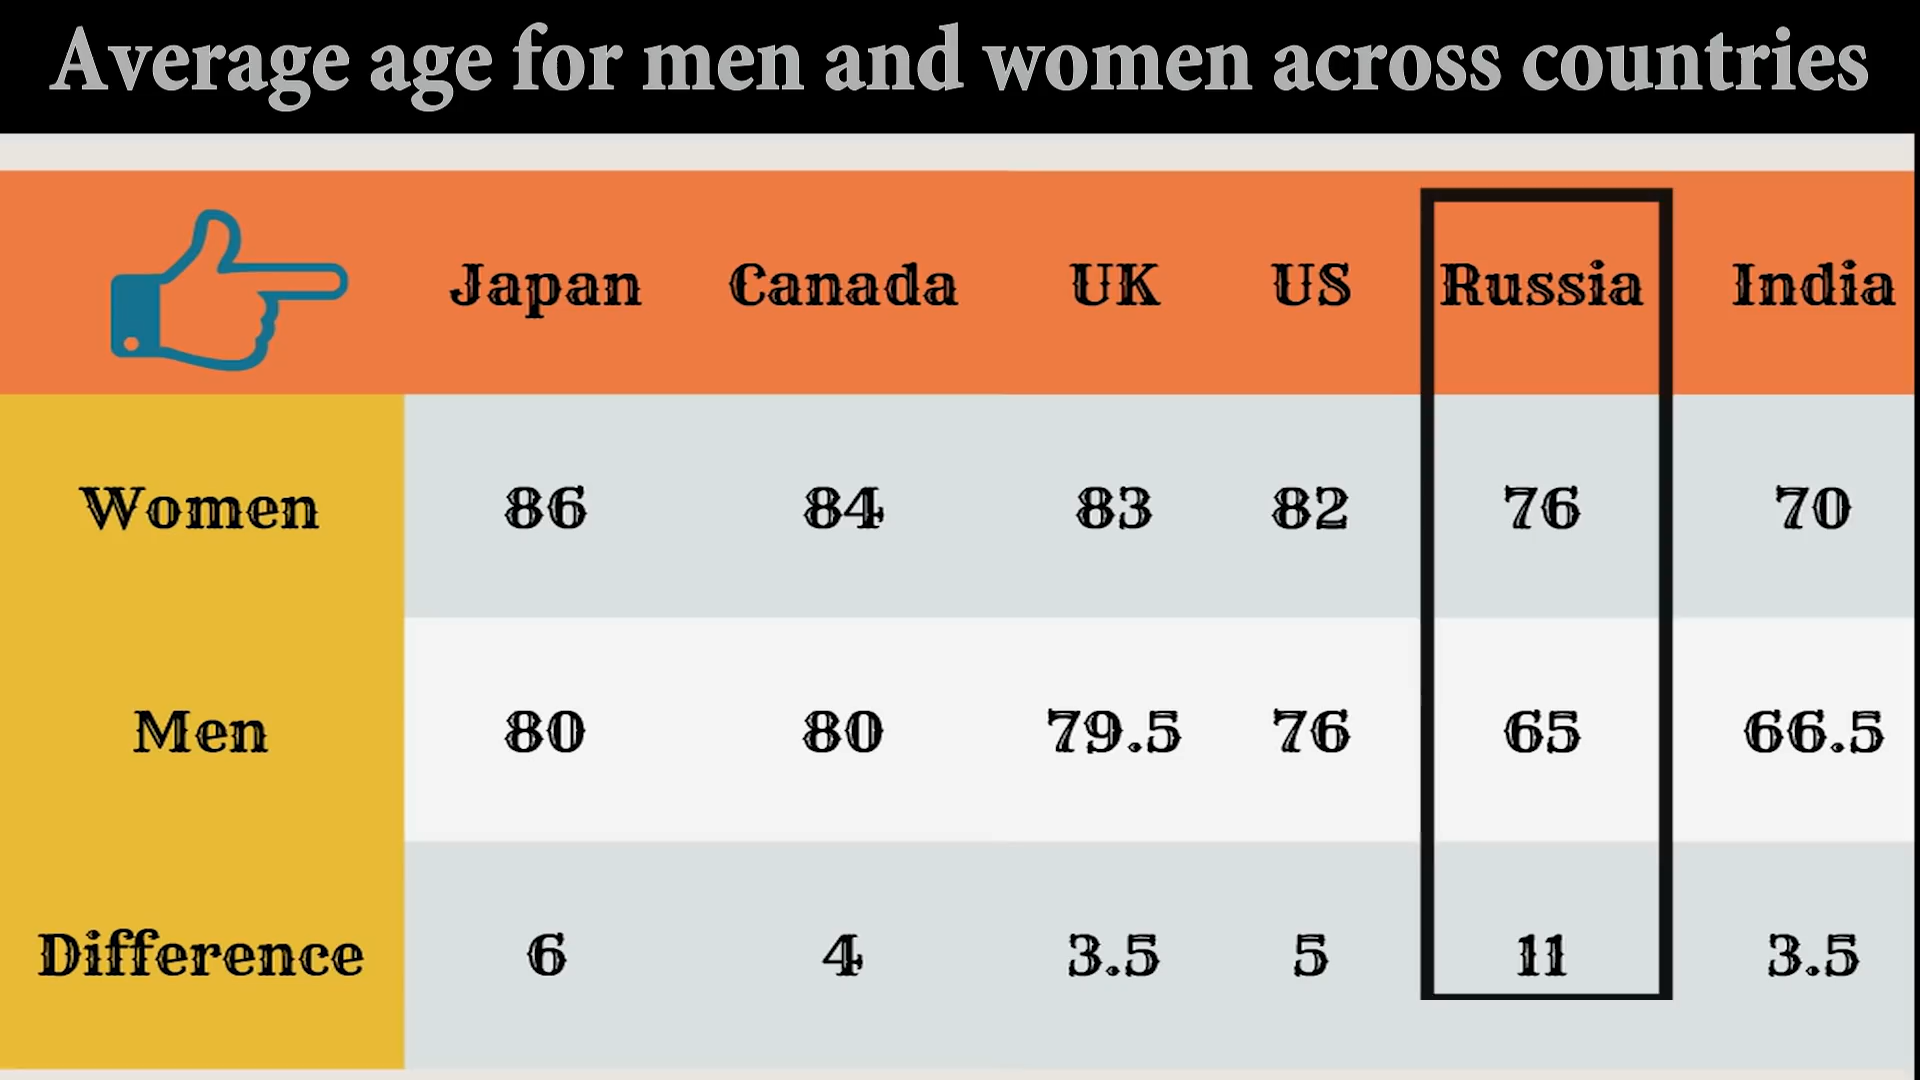 Average age for men and women across countries
Japan Canada UK US Russia India
Women 86 84 83 82 76 70
Men 80 80 79.5 76 65 66.5
Difference 6 4 3.5 5 11 3.5